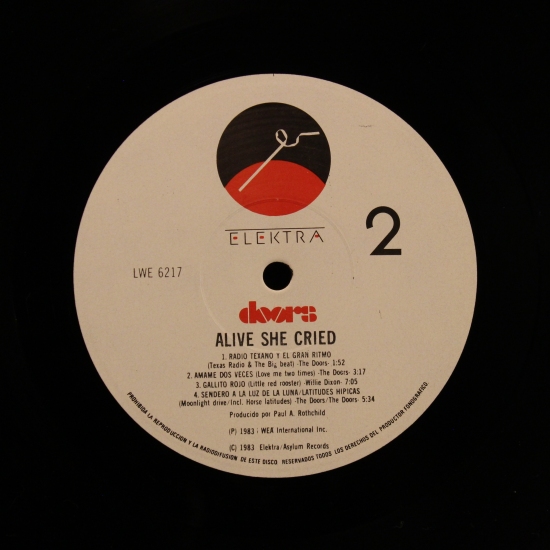 ELEKTRA
2
LWE 6217
doors
ALIVE SHE CRIED
1. RADIO TEXANO Y EL GRAN RITMO
(Texas Radio & The Big beat) -The Doors- 1:52
2. AMAME DOS VECES (Love me two times) -The Doors- 3:17
3. GALLITO ROJO (Little red rooster) -Willie Dixon- 7:05
4. SENDERO A LA LUZ DE LA LUNA/LATITUDES HIPICAS
(Moonlight drive/Incl. Horse latitudes) -The Doors/The Doors- 5:34
Producido por Paul A. Rothchild
(P) 1983 : WEA International Inc.
(C) 1983 Elektra/Asylum Records
PROHIBIDA LA REPRODUCCION Y LA RADIODIFUSION DE ESTE DISCO. RESERVADOS TODOS LOS DERECHOS DEL PRODUCTOR FONOGRAFICO